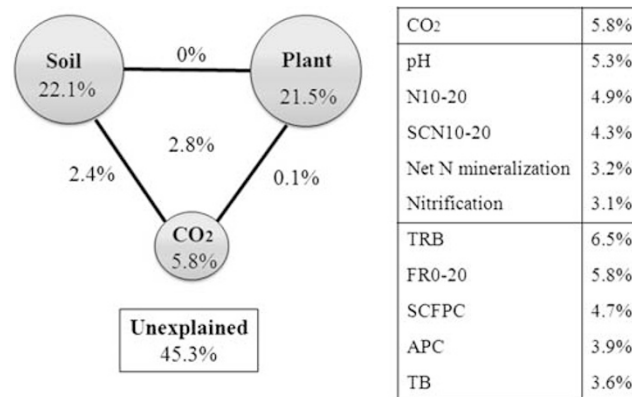 Soil
22.1%
0%
Plant
21.5%
2.8%
2.4%
0.1%
CO2
5.8%
Unexplained
45.3%
CO2 5.8%
pH 5.3%
N10-20 4.9%
SCN10-20 4.3%
Net N mineralization 3.2%
Nitrification 3.1%
TRB 6.5%
FR0-20 5.8%
SCFPC 4.7%
APC 3.9%
TB 3.6%